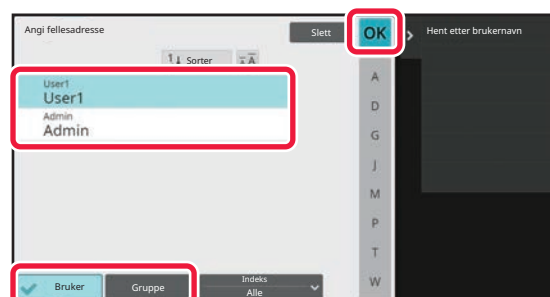 Angi fellesadresse
Slett
OK
Hent etter brukernavn
Sorter
User1
User1
Admin
Admin
A
D
G
J
M
P
T
W
Bruker
Gruppe
Indeks
Alle